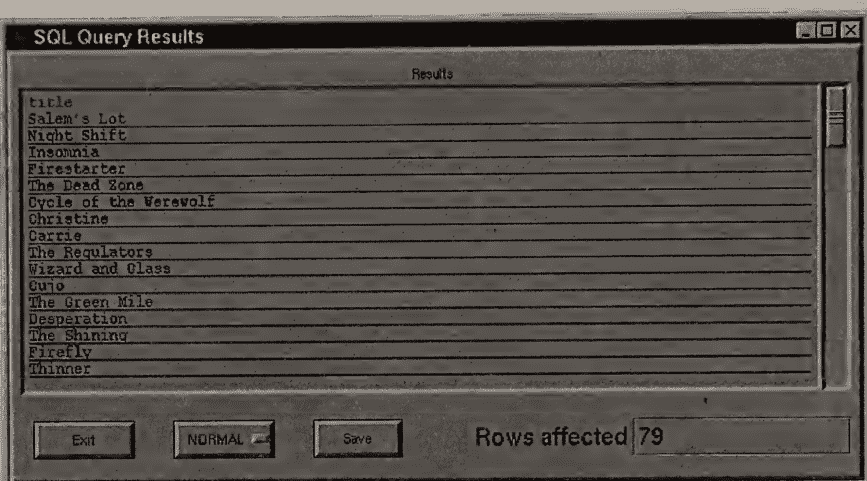 SQL Query Results
Results
title
Salem's Lot
Night Shift
Insomnia
Firestarter
The Dead Zone
Cycle of the Werewolf
Christine
Carrie
The Regulators
Wizard and Glass
Cujo
The Green Mile
Desperation
The Shining
Firefly
Thinner
Exit
NORMAL
Save
Rows affected 79